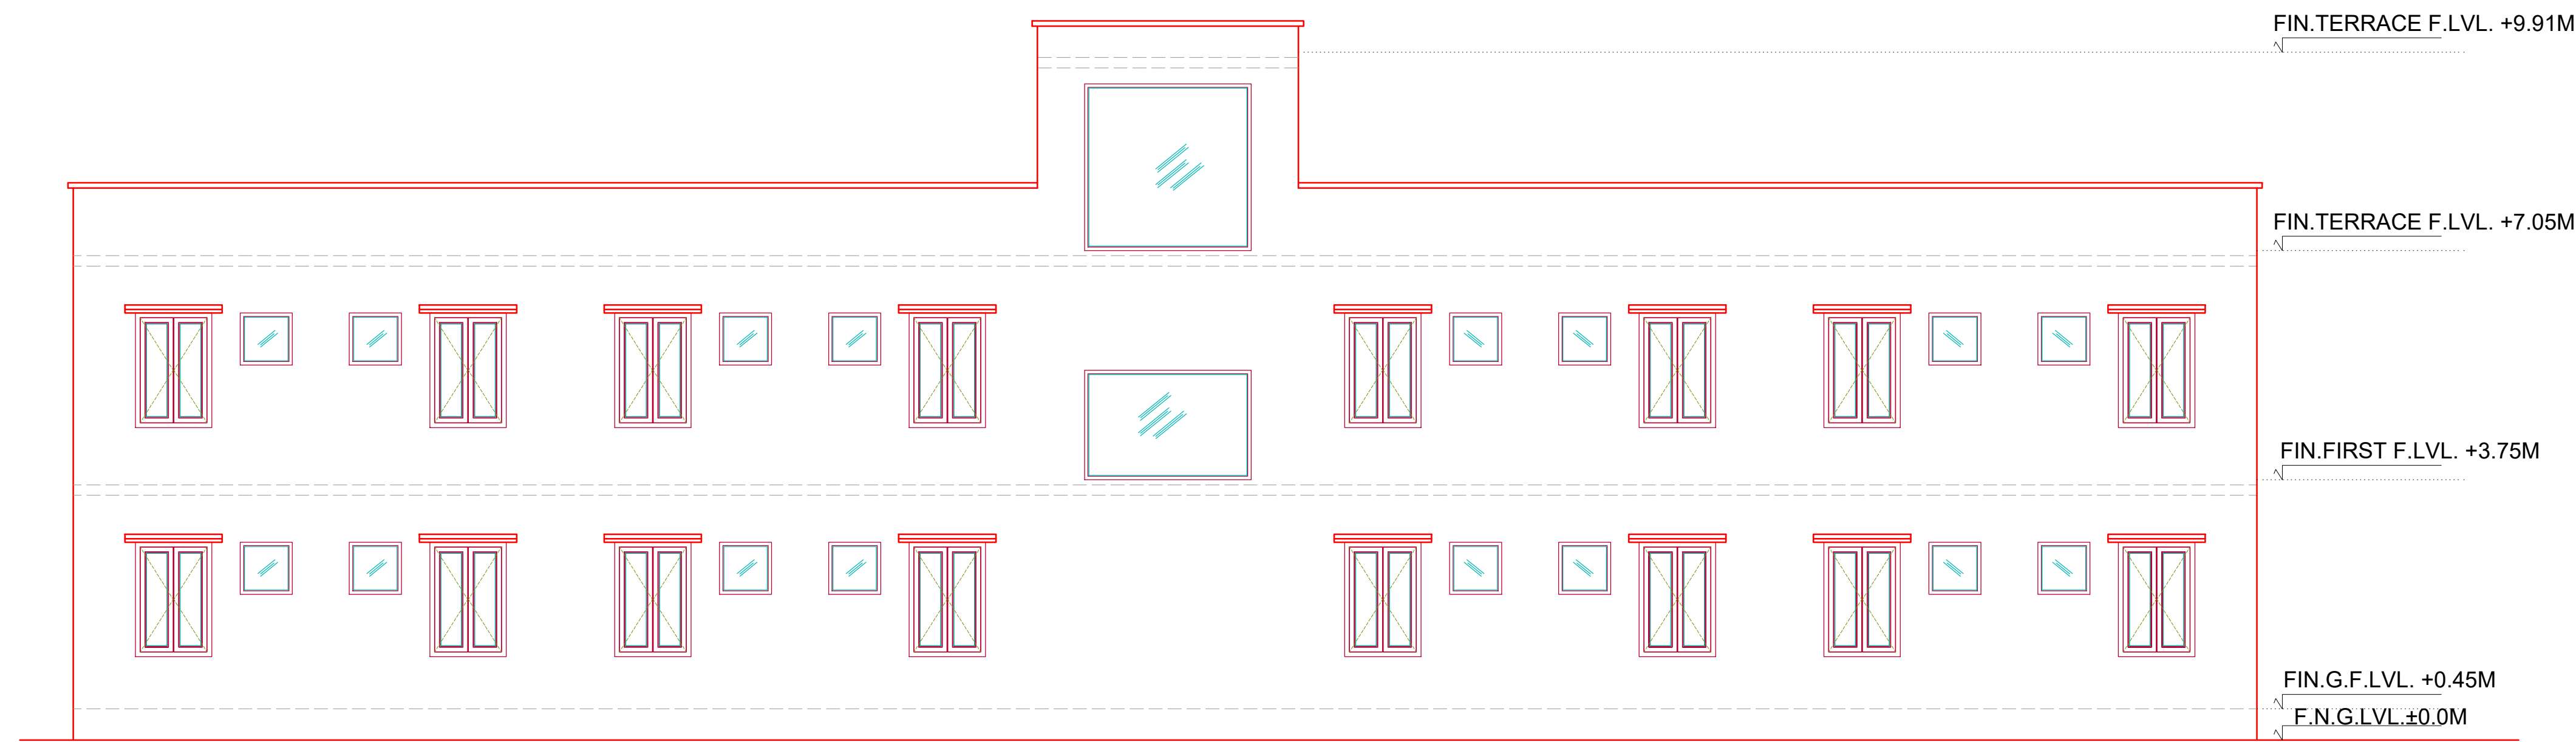 FIN.TERRACE F.LVL. +9.91M
FIN.TERRACE F.LVL. +7.05M
FIN.FIRST F.LVL. +3.75M
FIN.G.F.LVL. +0.45M
F.N.G.LVL.±0.0M